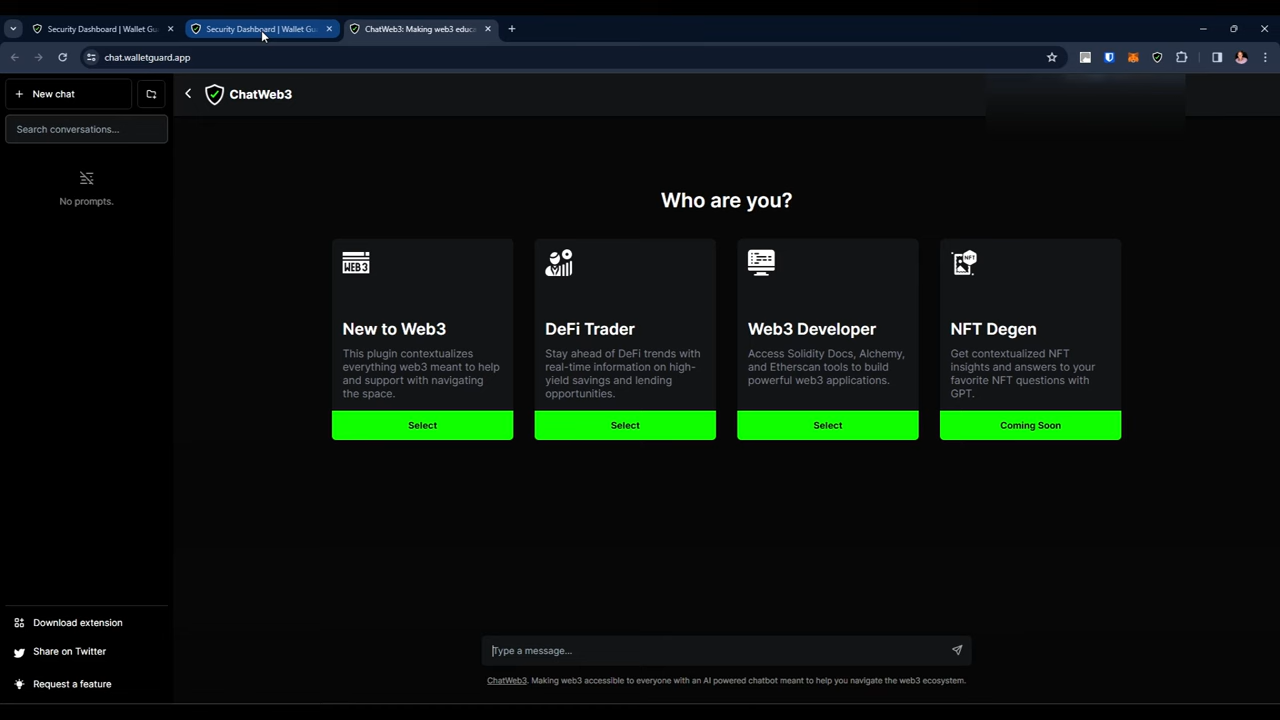 Security Dashboard | Wallet Gu
Security Dashboard | Wallet Gu
ChatWeb3: Making web3 educa
chat.walletguard.app
New chat
ChatWeb3
Search conversations...
No prompts.
Who are you?
WEB3
NFT
New to Web3
This plugin contextualizes
everything web3 meant to help
and support with navigating
the space.
Select
DeFi Trader
Stay ahead of DeFi trends with
real-time information on high-
yield savings and lending
opportunities.
Select
Web3 Developer
Access Solidity Docs, Alchemy,
and Etherscan tools to build
powerful web3 applications.
Select
NFT Degen
Get contextualized NFT
insights and answers to your
favorite NFT questions with
GPT.
Coming Soon
Download extension
Share on Twitter
Request a feature
Type a message...
ChatWeb3. Making web3 accessible to everyone with an AI powered chatbot meant to help you navigate the web3 ecosystem.